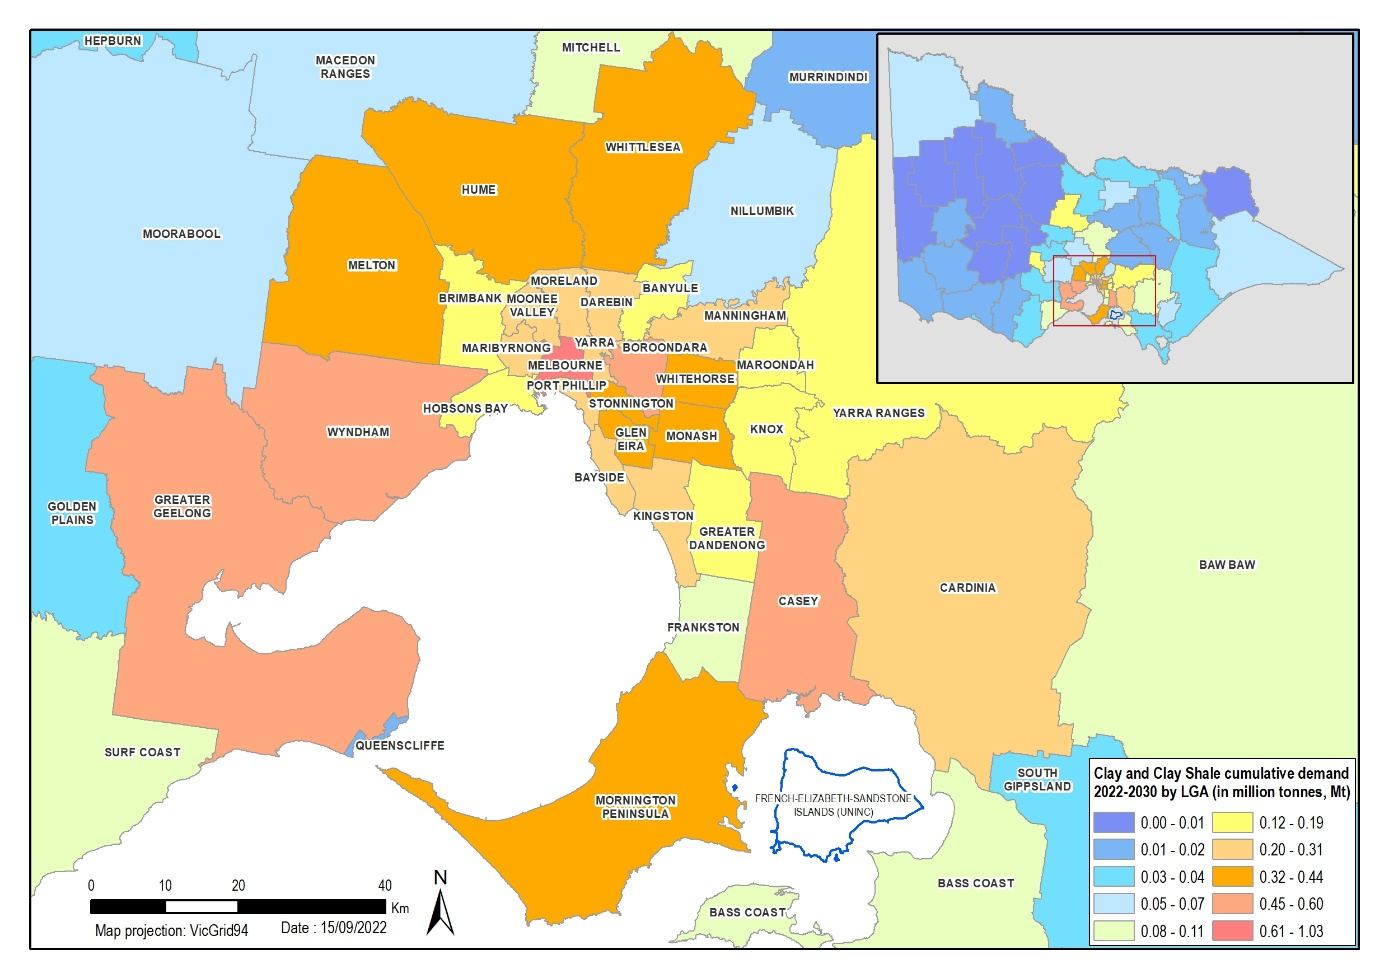 HEPBURN
MACEDON
RANGES
MITCHELL
MURRINDINDI
WHITTLESEA
HUME
NILLUMBIK
MOORABOOL
MELTON
MORELAND
BANYULE
BRIMBANK
MOONEE
VALLEY
DAREBIN
MANNINGHAM
MARIBYRNONG
YARRA
BOROONDARA
MELBOURNE
MAROONDAH
WHITEHORSE
PORT PHILLIP
STONNINGTON
HOBSONS BAY
YARRA RANGES
WYNDHAM
GLEN
EIRA
MONASH
KNOX
BAYSIDE
GREATER
GEELONG
GOLDEN
PLAINS
KINGSTON
GREATER
DANDENONG
BAW BAW
CARDINIA
CASEY
FRANKSTON
QUEENSCLIFFE
SURF COAST
SOUTH
GIPPSLAND
MORNINGTON
PENINSULA
FRENCH-ELIZABETH-SANDSTONE
ISLANDS (UNINC)
BASS COAST
BASS COAST
Clay and Clay Shale cumulative demand
2022-2030 by LGA (in million tonnes, Mt)
0.00 - 0.01
0.12 - 0.19
0.01 - 0.02
0.20 - 0.31
0.03 - 0.04
0.32 - 0.44
0.05 - 0.07
0.45 - 0.60
0.08 - 0.11
0.61 - 1.03
0 10 20 40
Km
N
Map projection: VicGrid94
Date : 15/09/2022